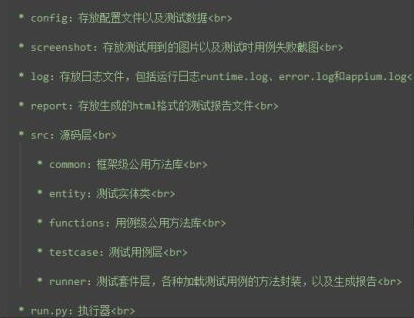 * config：存放配置文件以及测试数据<br>
* screenshot：存放测试用到的图片以及测试时用例失败截图<br>
* log：存放日志文件，包括运行日志runtime.log、error.log和appium.log<
* report：存放生成的html格式的测试报告文件<br>
* src：源码层<br>
* common：框架级公用方法库<br>
* entity：测试实体类<br>
* functions：用例级公用方法库<br>
* testcase：测试用例层<br>
* runner：测试套件层，各种加载测试用例的方法封装，以及生成报告<br>
* run.py：执行器<br>